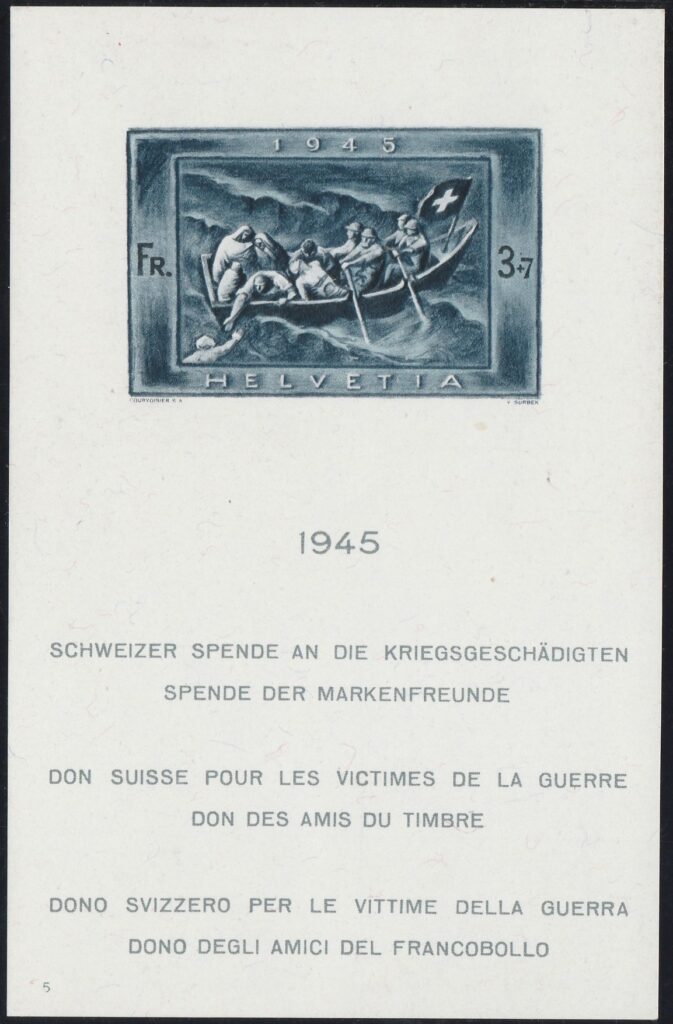 1945
FR. 3+7
HELVETIA
COURVOISIER S.A. V. SURBEK
1945
SCHWEIZER SPENDE AN DIE KRIEGSGESCHÄDIGTEN
SPENDE DER MARKENFREUNDE
DON SUISSE POUR LES VICTIMES DE LA GUERRE
DON DES AMIS DU TIMBRE
DONO SVIZZERO PER LE VITTIME DELLA GUERRA
DONO DEGLI AMICI DEL FRANCOBOLLO
5